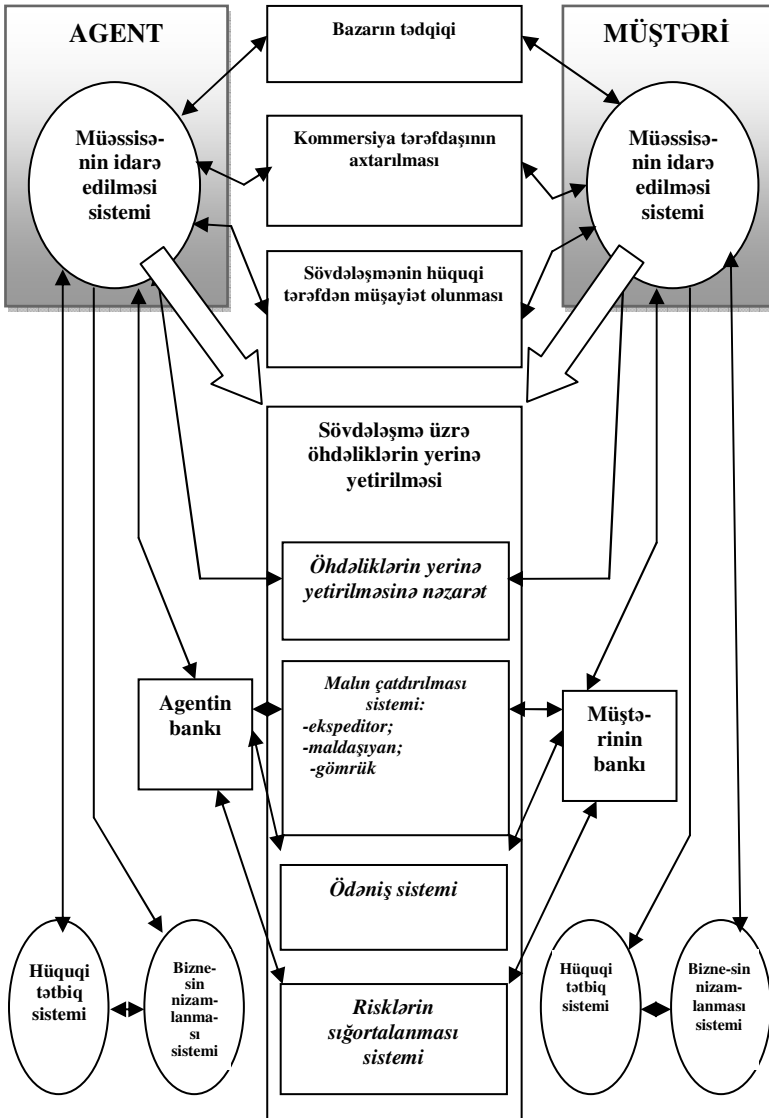 AGENT
Müəssisə-
nin idarə
edilməsi
sistemi
Bazarın tədqiqi
Kommersiya tərəfdaşının
axtarılması
Sövdələşmənin hüquqi
tərəfdən müşayiət olunması
MÜŞTƏRİ
Müəssisə-
nin idarə
edilməsi
sistemi
Sövdələşmə üzrə
öhdəliklərin yerinə
yetirilməsi
Öhdəliklərin yerinə
yetirilməsinə nəzarət
Agentin
bankı
Malın çatdırılması
sistemi:
-ekspeditor;
-maldaşıyan;
-gömrük
Müştə-
rinin
bankı
Ödəniş sistemi
Risklərin
sığortalanması
sistemi
Hüquqi
tətbiq
sistemi
Bizne-
sin
nizam-
lanma-
sı
sistemi
Hüquqi
tətbiq
sistemi
Bizne-sin
nizam-
lanması
sistemi